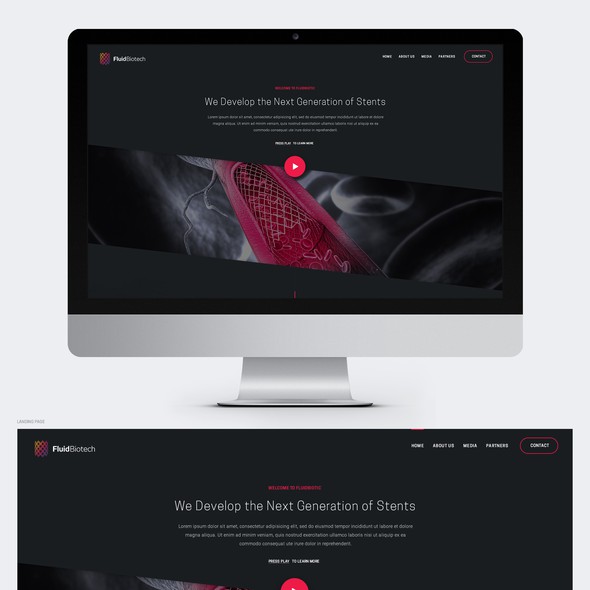 FluidBiotech
HOME ABOUT US MEDIA PARTNERS CONTACT
WELCOME TO FLUIDBIOTEC
We Develop the Next Generation of Stents
Lorem ipsum dolor sit amet, consectetur adipisicing elit, sed do eiusmod tempor incididunt ut labore et dolore
magna aliqua. Ut enim ad minim veniam, quis nostrud exercitation ullamco laboris nisi ut aliquip ex ea
commodo consequat uis irure dolor in reprehenderit.
PRESS PLAY TO LEARN MORE
LANDING PAGE
FluidBiotech
HOME ABOUT US MEDIA PARTNERS CONTACT
WELCOME TO FLUIDBIOTEC
We Develop the Next Generation of Stents
Lorem ipsum dolor sit amet, consectetur adipisicing elit, sed do eiusmod tempor incididunt ut labore et dolore
magna aliqua. Ut enim ad minim veniam, quis nostrud exercitation ullamco laboris nisi ut aliquip ex ea
commodo consequat uis irure dolor in reprehenderit.
PRESS PLAY TO LEARN MORE